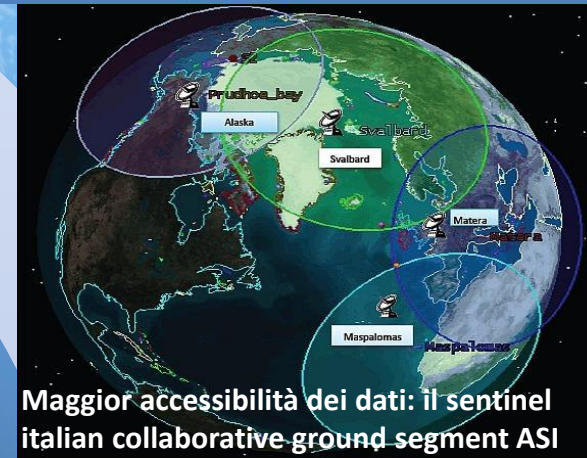 Prudhoe_bay
Alaska
Svalbard
Svalbard
Matera
Matera
Maspalomas
Maspalomas
Maggior accessibilità dei dati: il sentinel
italian collaborative ground segment ASI